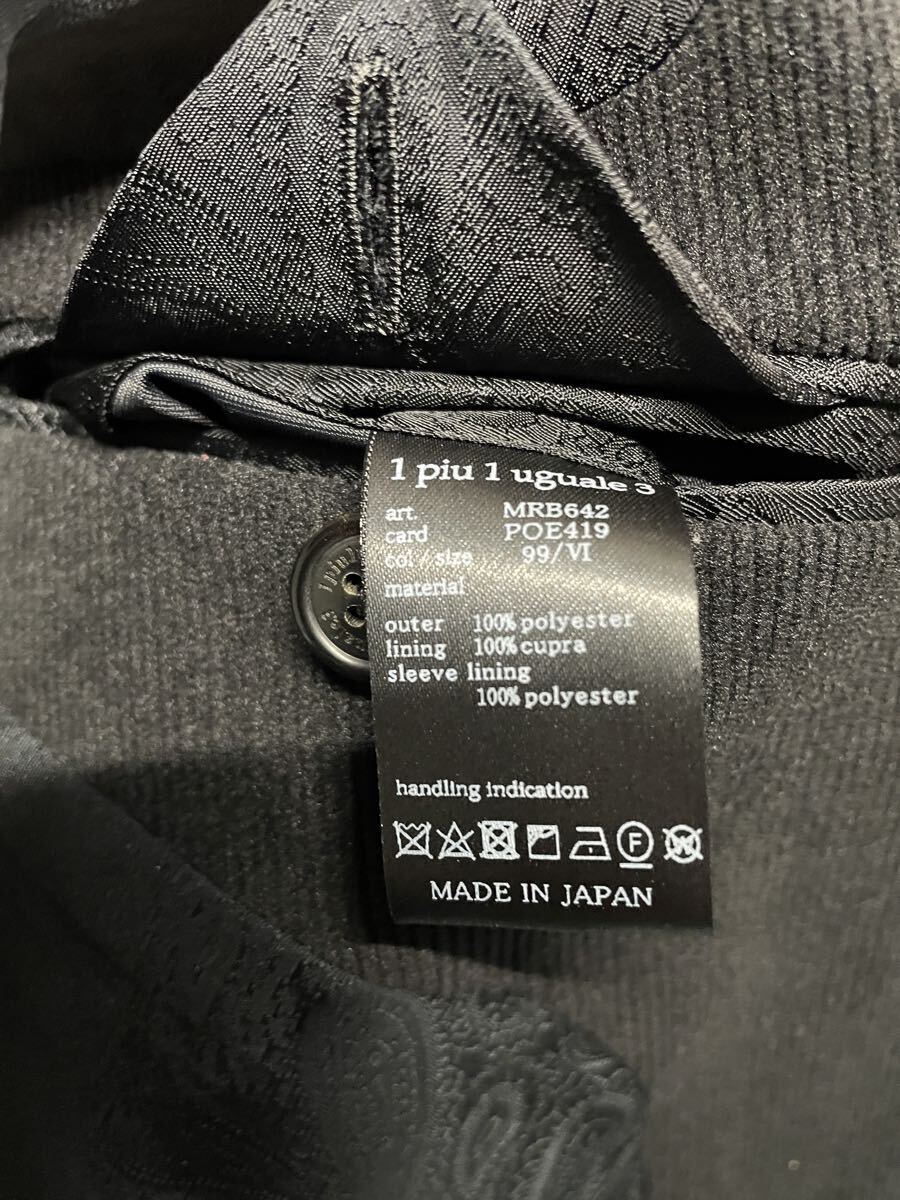 1 piu 1 uguale 3
art. MRB642
card POE419
col / size 99/VI
material
outer 100% polyester
lining 100% cupra
sleeve lining
100% polyester
handling indication
F W
MADE IN JAPAN